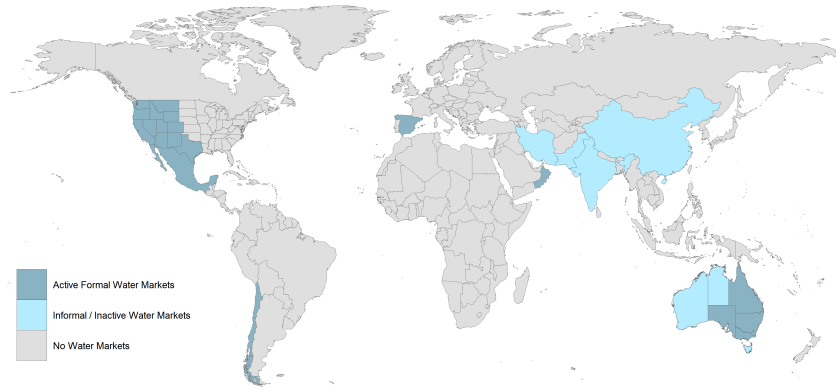 Active Formal Water Markets
Informal / Inactive Water Markets
No Water Markets